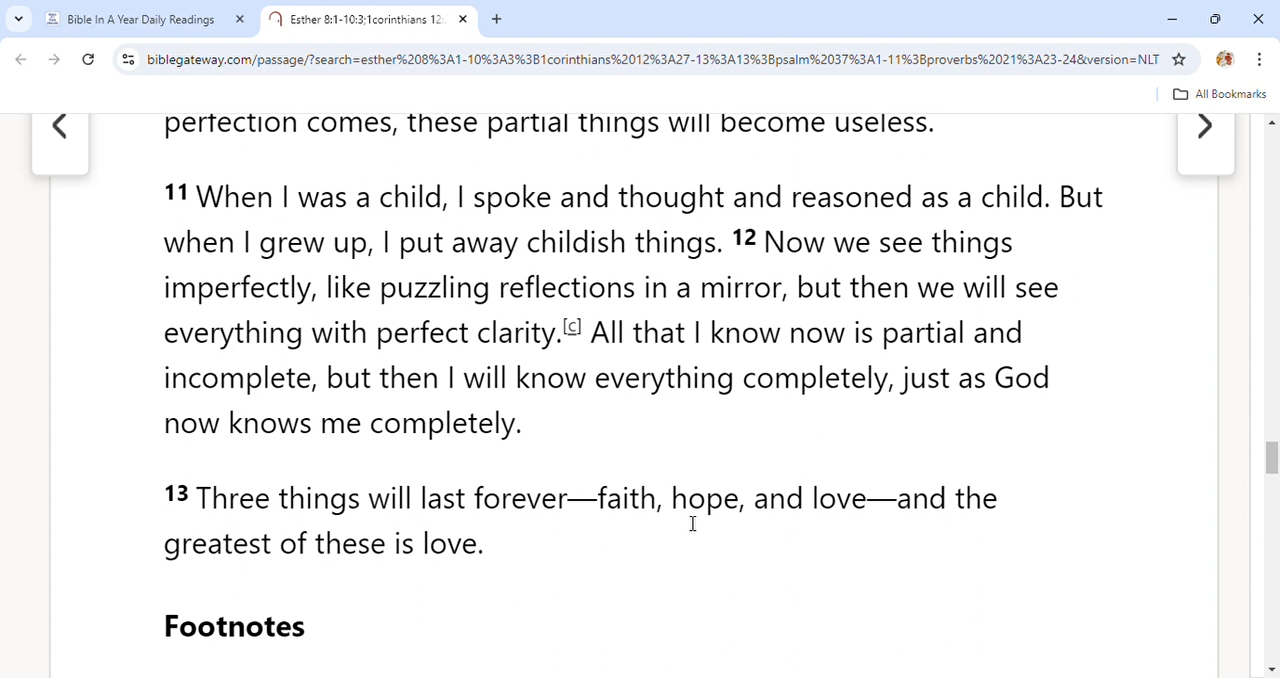 Bible In A Year Daily Readings
Esther 8:1-10:3;1corinthians 12:
biblegateway.com/passage/?search=esther%208%3A1-10%3A3%3B1corinthians%2012%3A27-13%3A13%3Bpsalm%2037%3A1-11%3Bproverbs%2021%3A23-24&version=NLT
All Bookmarks
perfection comes, these partial things will become useless.
11 When I was a child, I spoke and thought and reasoned as a child. But
when I grew up, I put away childish things. 12 Now we see things
imperfectly, like puzzling reflections in a mirror, but then we will see
everything with perfect clarity.[c] All that I know now is partial and
incomplete, but then I will know everything completely, just as God
now knows me completely.
13 Three things will last forever—faith, hope, and love—and the
greatest of these is love.
Footnotes